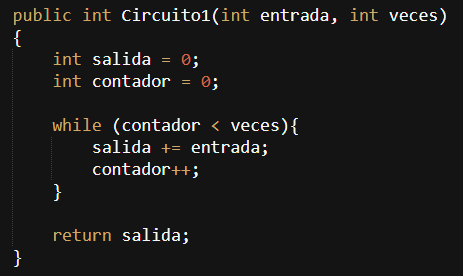 public int Circuito1(int entrada, int veces)
{
    int salida = 0;
    int contador = 0;

    while (contador < veces){
        salida += entrada;
        contador++;
    }

    return salida;
}